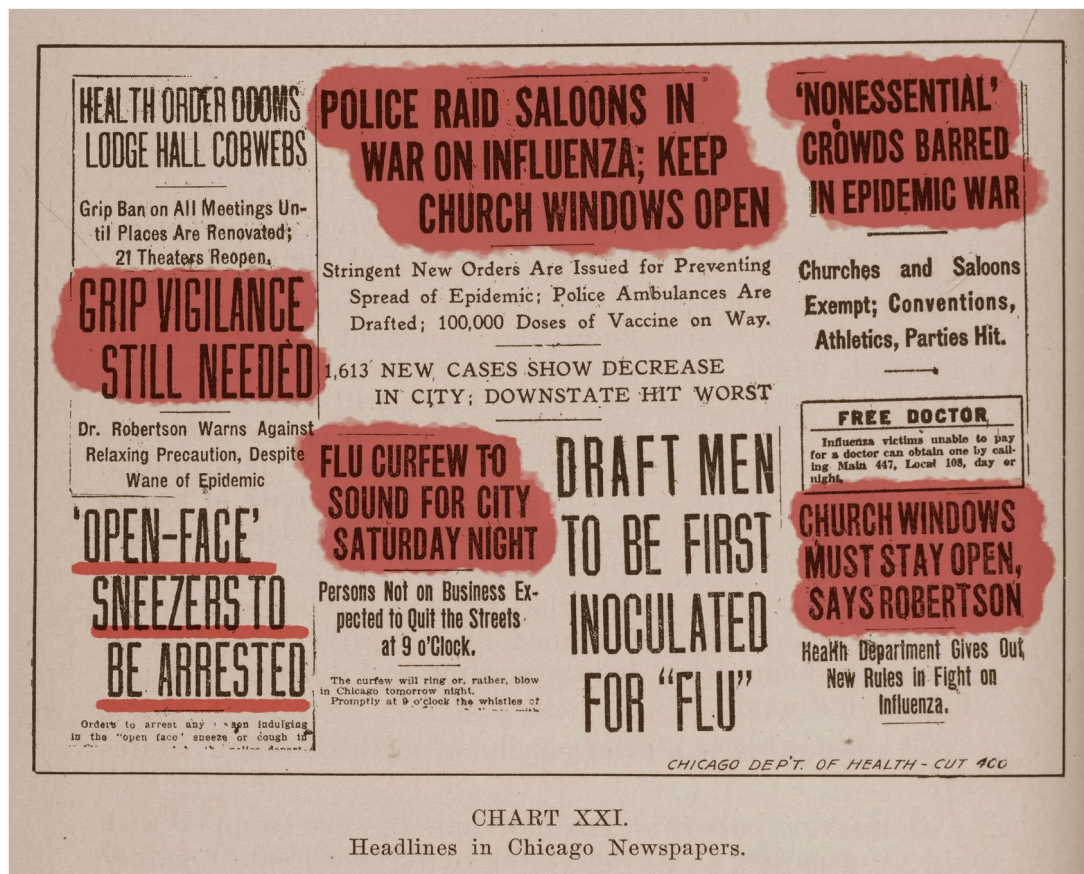 HEALTH ORDER DOOMS
LODGE HALL COBWEBS
Grip Ban on All Meetings Un-
til Places Are Renovated;
21 Theaters Reopen.
GRIP VIGILANCE
STILL NEEDED
Dr. Robertson Warns Against
Relaxing Precaution, Despite
Wane of Epidemic
'OPEN-FACE'
SNEEZERS TO
BE ARRESTED
Orders to arrest any indulging
in the "open face' sneeze or cough in
POLICE RAID SALOONS IN
WAR ON INFLUENZA; KEEP
CHURCH WINDOWS OPEN
Stringent New Orders Are Issued for Preventing
Spread of Epidemic; Police Ambulances Are
Drafted; 100,000 Doses of Vaccine on Way.
1,613 NEW CASES SHOW DECREASE
IN CITY; DOWNSTATE HIT WORST
FLU CURFEW TO
SOUND FOR CITY
SATURDAY NIGHT
Persons Not on Business Ex-
pected to Quit the Streets
at 9 o'Clock.
The curfew will ring or, rather, blow
in Chicago tomorrow night.
Promptly at 9 o'clock the whistles of
DRAFT MEN
TO BE FIRST
INOCULATED
FOR "FLU"
'NONESSENTIAL'
CROWDS BARRED
IN EPIDEMIC WAR
Churches and Saloons
Exempt; Conventions,
Athletics, Parties Hit.
FREE DOCTOR
Influenza victims unable to pay
for a doctor can obtain one by call-
ing Main 447, Local 108, day or
night.
CHURCH WINDOWS
MUST STAY OPEN,
SAYS ROBERTSON
Health Department Gives Out
New Rules in Fight on
Influenza.
CHICAGO DEP'T. OF HEALTH - CUT 400
CHART XXI.
Headlines in Chicago Newspapers.